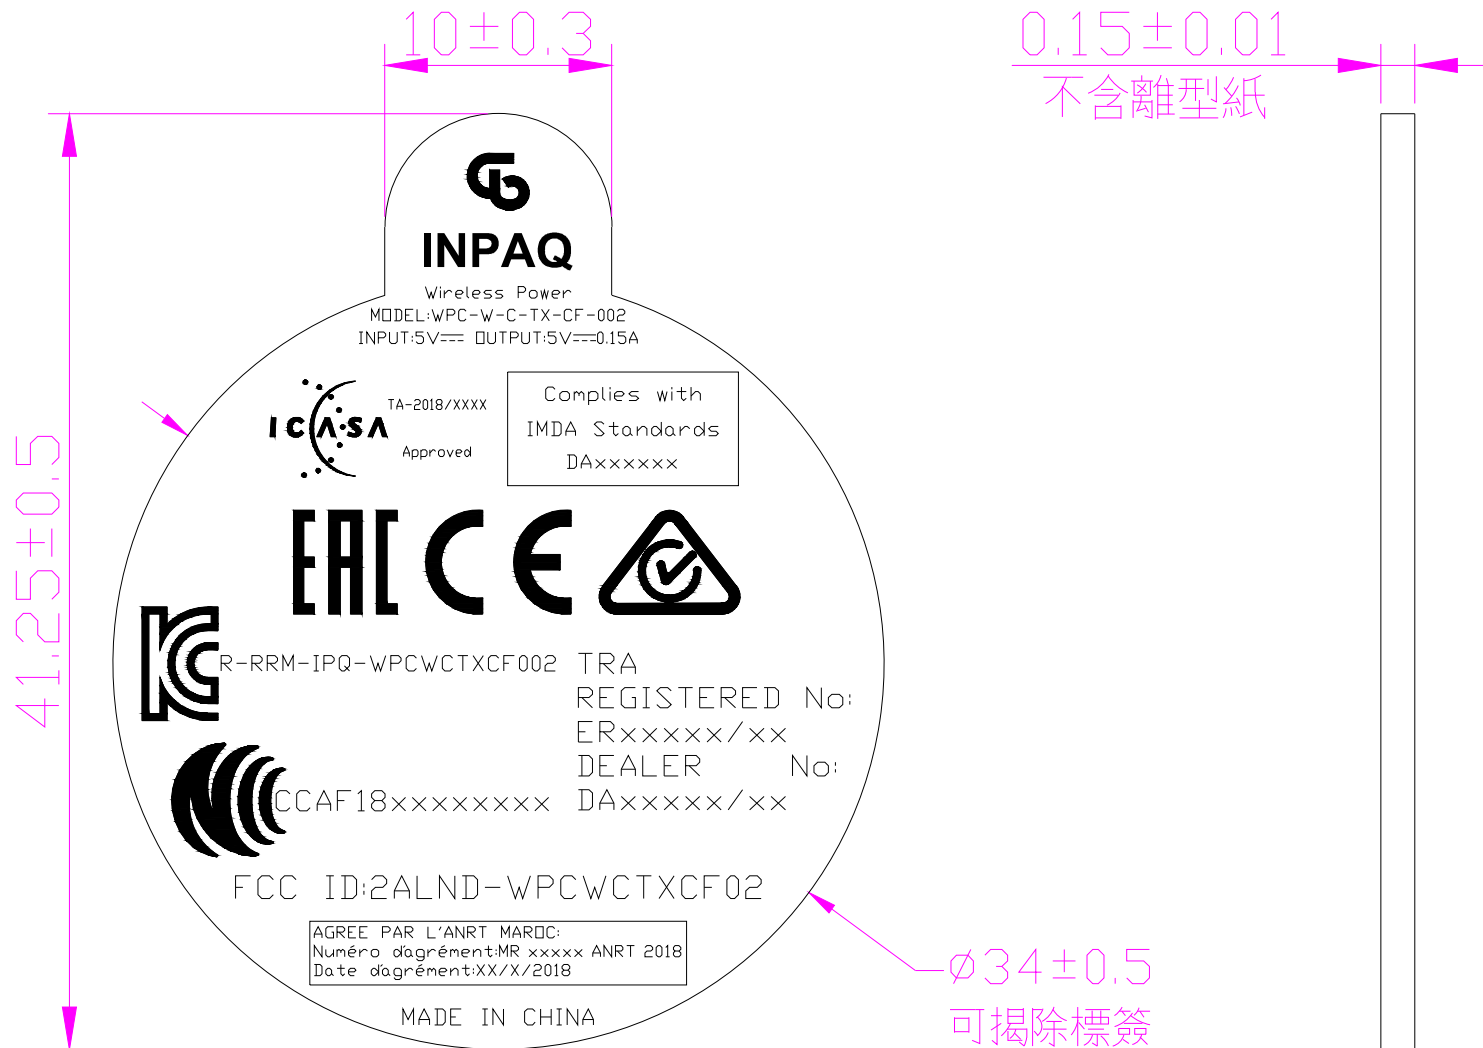 10±0.3
0.15±0.01
不含離型紙
INPAQ
Wireless Power
MODEL:WPC-W-C-TX-CF-002
INPUT:5V⎓ OUTPUT:5V⎓0.15A
ICASA
TA-2018/XXXX
Approved
Complies with
IMDA Standards
DAxxxxxx
41.25±0.5
EAC CE
KC
R-RRM-IPQ-WPCWCTXCF002
TRA
REGISTERED No:
ERxxxxx/xx
DEALER No:
DAxxxxx/xx
CCAF18xxxxxxxx
FCC ID:2ALND-WPCWCTXCF02
AGREE PAR L'ANRT MAROC:
Numéro d'agrément:MR xxxxx ANRT 2018
Date d'agrément:XX/X/2018
MADE IN CHINA
Ø34±0.5
可揭除標簽